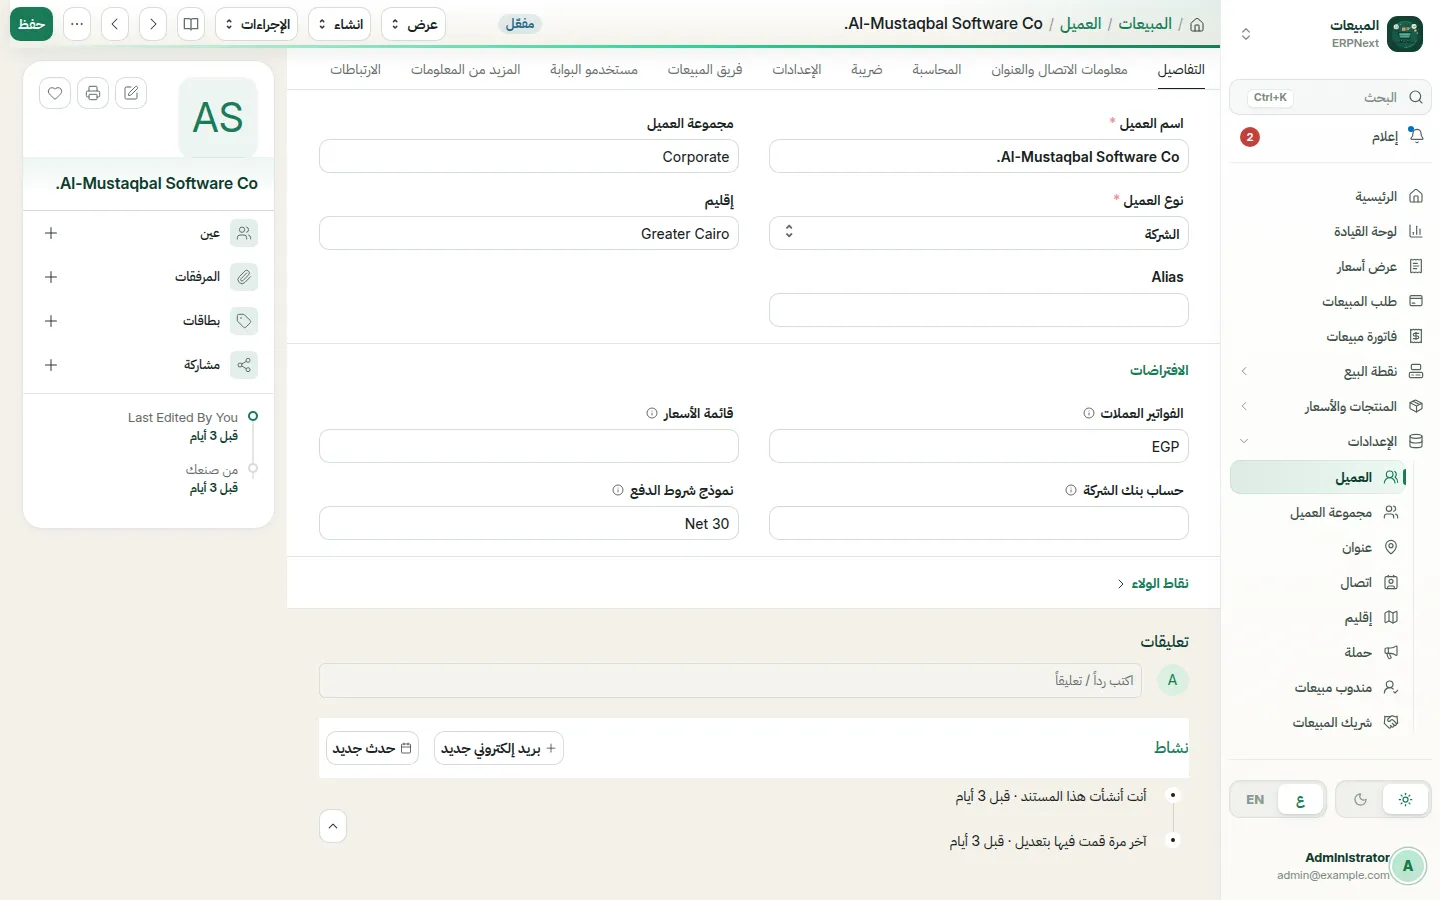 المبيعات
ERPNext
البحث
Ctrl+K
إعلام
2
الرئيسية
لوحة القيادة
عرض أسعار
طلب المبيعات
فاتورة مبيعات
نقطة البيع
المنتجات والأسعار
الإعدادات
العميل
مجموعة العميل
عنوان
اتصال
إقليم
حملة
مندوب مبيعات
شريك المبيعات
ع
EN
Administrator
admin@example.com
A
/ المبيعات / العميل / Al-Mustaqbal Software Co.
مفعّل
عرض
انشاء
الإجراءات
حفظ
التفاصيل
معلومات الاتصال والعنوان
المحاسبة
ضريبة
الإعدادات
فريق المبيعات
مستخدمو البوابة
المزيد من المعلومات
الارتباطات
اسم العميل *
Al-Mustaqbal Software Co.
مجموعة العميل
Corporate
نوع العميل *
الشركة
إقليم
Greater Cairo
Alias
الافتراضات
الفواتير العملات
EGP
قائمة الأسعار
حساب بنك الشركة
نموذج شروط الدفع
Net 30
نقاط الولاء
تعليقات
A
اكتب رداً / تعليقاً
نشاط
بريد إلكتروني جديد
حدث جديد
أنت أنشأت هذا المستند · قبل 3 أيام
آخر مرة قمت فيها بتعديل · قبل 3 أيام
AS
Al-Mustaqbal Software Co.
عين
المرفقات
بطاقات
مشاركة
Last Edited By You
قبل 3 أيام
من صنعك
قبل 3 أيام